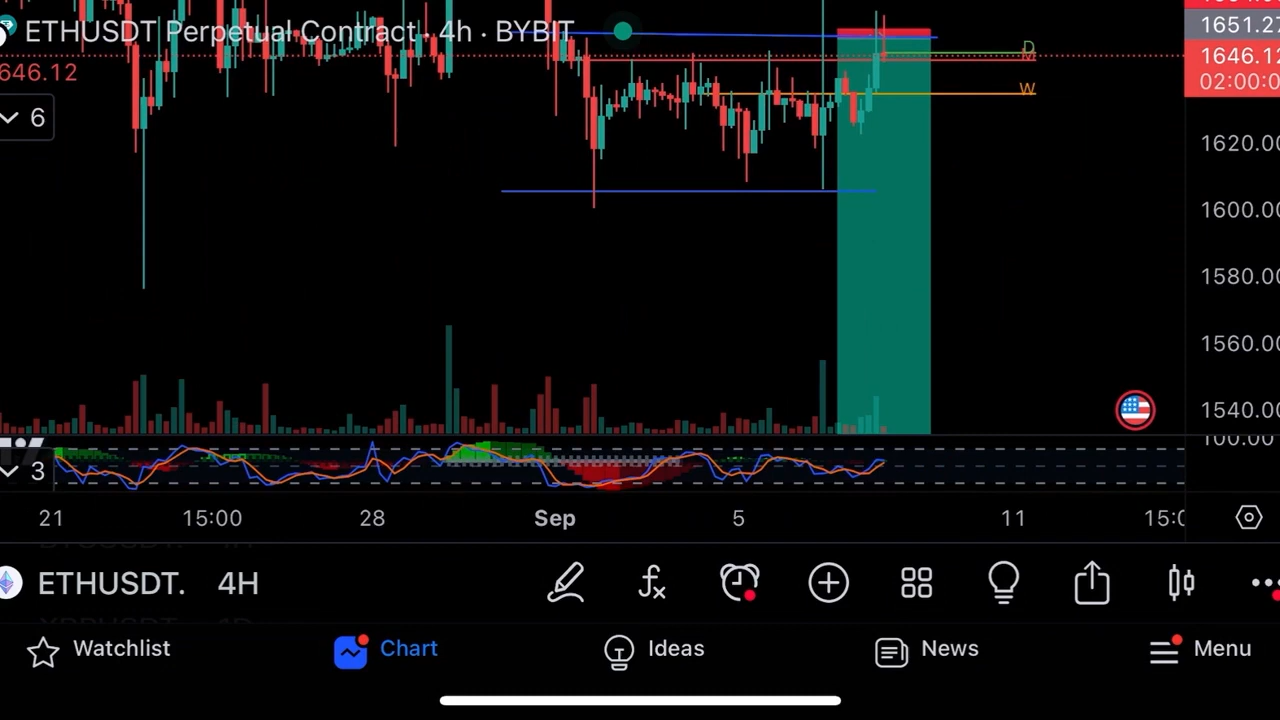 ETHUSDT Perpetual Contract · 4h · BYBIT
1651.27
1646.12
02:00:0
646.12
D
M
W
6
1620.00
1600.00
1580.00
1560.00
1540.00
100.00
3
21 15:00 28 Sep 5 11 15:0
ETHUSDT. 4H
Watchlist Chart Ideas News Menu